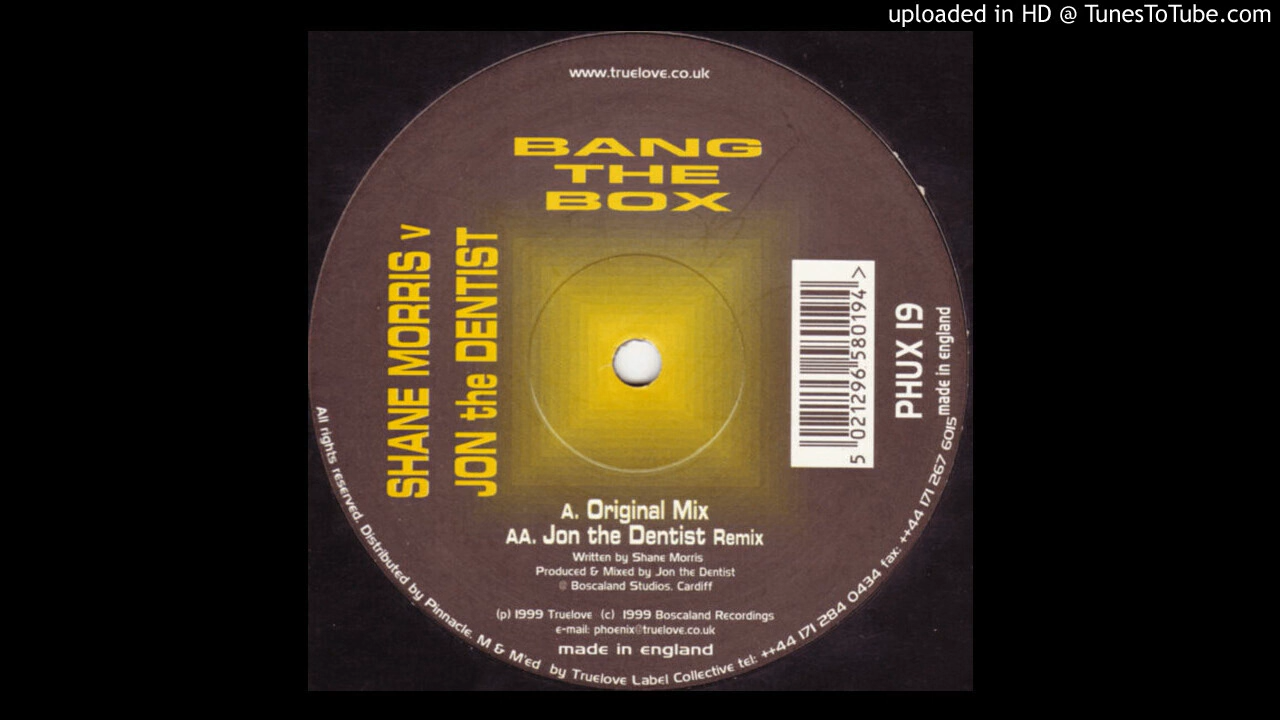 uploaded in HD @ TunesToTube.com
www.truelove.co.uk
BANG
THE
BOX
SHANE MORRIS v
JON the DENTIST
5 021296 580194 >
PHUX 19
made in england
A. Original Mix
AA. Jon the Dentist Remix
Written by Shane Morris
Produced & Mixed by Jon the Dentist
@ Boscaland Studios, Cardiff
(p) 1999 Truelove (c) 1999 Boscaland Recordings
e-mail: phoenix@truelove.co.uk
made in england
All rights reserved. Distributed by Pinnacle. M & M'ed by Truelove Label Collective tel: ++44 171 284 0434 fax: ++44 171 267 6015